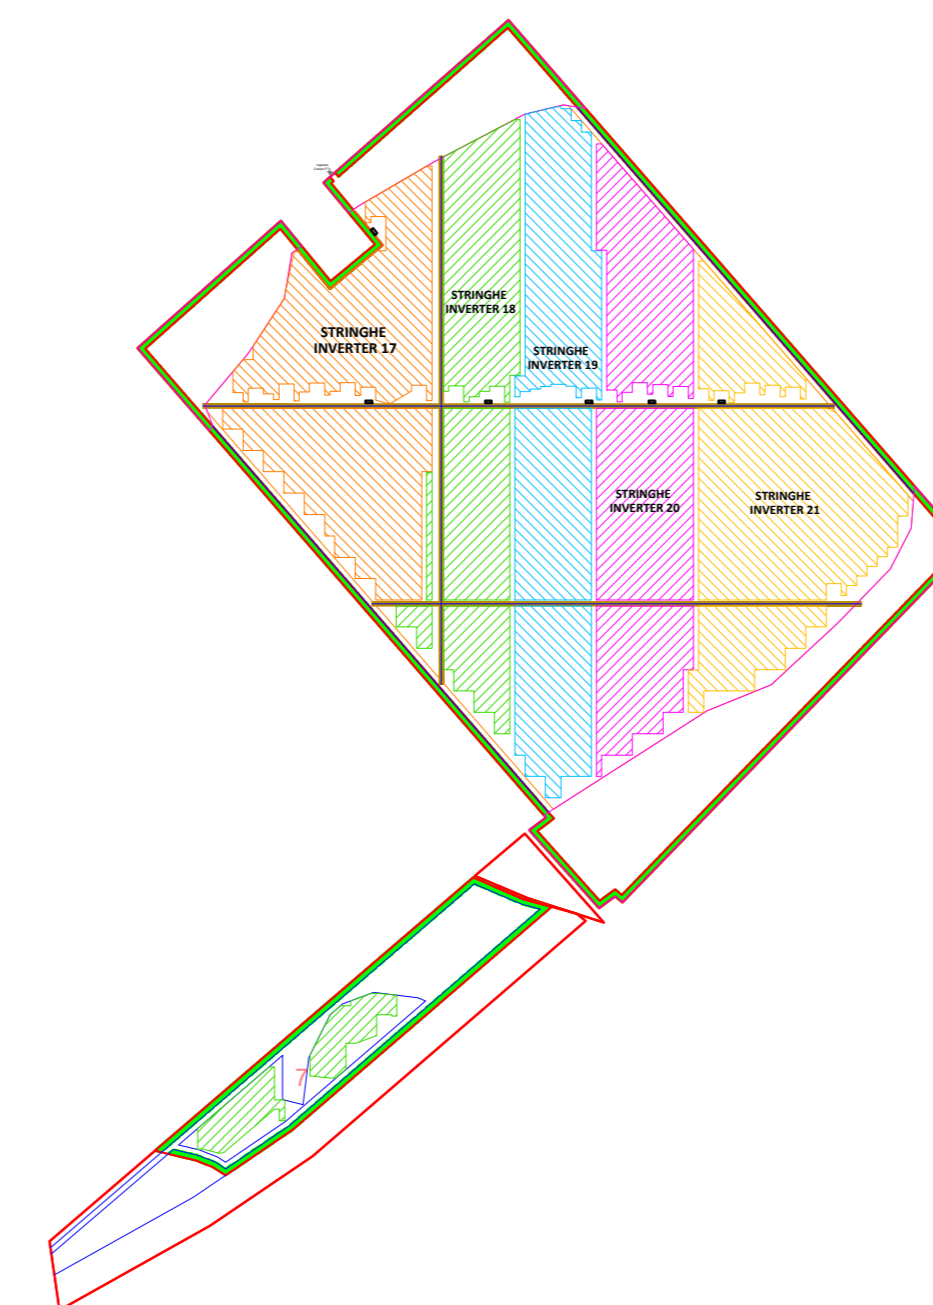 STRINGHE
INVERTER 18
STRINGHE
INVERTER 17
STRINGHE
INVERTER 19
STRINGHE
INVERTER 20
STRINGHE
INVERTER 21
7